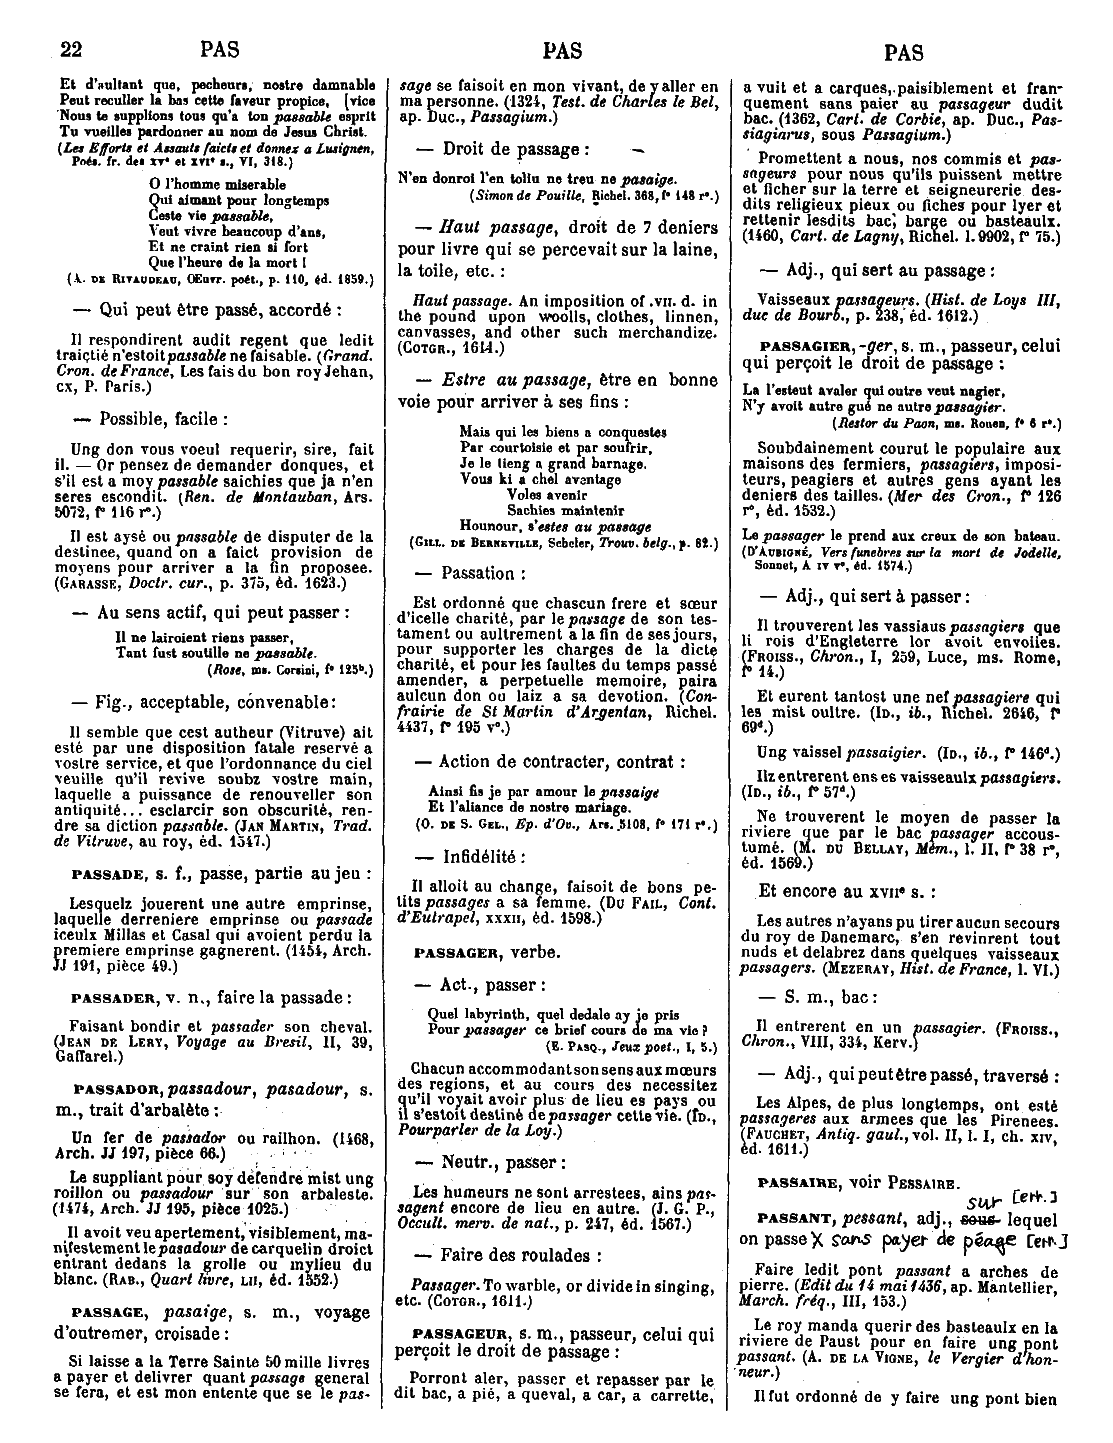 22 PAS PAS PAS
Et d'aultant que, pecheurs, nostre damnable
Peut reculler la bas cette faveur propice, [vice
Nous te supplions tous qu'a ton passable esprit
Tu vueilles pardonner au nom de Jesus Christ.
(Les Efforts et Assauts faicts et donnez a Lusignen,
Poés. fr. des xvᵉ et xviᵉ s., VI, 318.)
O l'homme miserable
Qui aimant pour longtemps
Ceste vie passable,
Veut vivre beaucoup d'ans,
Et ne craint rien si fort
Que l'heure de la mort !
(A. DE RIVAUDEAU, Œuvr. poét., p. 110, éd. 1859.)
— Qui peut être passé, accordé :
Il respondirent audit regent que ledit
traictié n'estoit passable ne faisable. (Grand.
Cron. de France, Les fais du bon roy Jehan,
cx, P. Paris.)
— Possible, facile :
Ung don vous voeul requerir, sire, fait
il. — Or pensez de demander donques, et
s'il est a moy passable saichies que ja n'en
seres escondit. (Ren. de Montauban, Ars.
5072, fᵒ 116 rᵒ.)
Il est aysé ou passable de disputer de la
destinee, quand on a faict provision de
moyens pour arriver a la fin proposee.
(GARASSE, Doctr. cur., p. 375, éd. 1623.)
— Au sens actif, qui peut passer :
Il ne lairoient riens passer,
Tant fust soutille ne passable.
(Rose, ms. Corsini, fᵒ 125ᵇ.)
— Fig., acceptable, convenable :
Il semble que cest autheur (Vitruve) ait
esté par une disposition fatale reservé a
vostre service, et que l'ordonnance du ciel
veuille qu'il revive soubz vostre main,
laquelle a puissance de renouveller son
antiquité... esclarcir son obscurité, ren-
dre sa diction passable. (JAN MARTIN, Trad.
de Vitruve, au roy, éd. 1547.)
PASSADE, s. f., passe, partie au jeu :
Lesquelz jouerent une autre emprinse,
laquelle derreniere emprinse ou passade
iceulx Millas et Casal qui avoient perdu la
premiere emprinse gagnerent. (1454, Arch.
JJ 191, pièce 49.)
PASSADER, v. n., faire la passade :
Faisant bondir et passader son cheval.
(JEAN DE LERY, Voyage au Bresil, II, 39,
Gaffarel.)
PASSADOR, passadour, pasadour, s.
m., trait d'arbalète :
Un fer de passador ou railhon. (1468,
Arch. JJ 197, pièce 66.)
Le suppliant pour soy défendre mist ung
roillon ou passadour sur son arbaleste.
(1474, Arch. JJ 195, pièce 1025.)
Il avoit veu apertement, visiblement, ma-
nifestement le pasadour de carquelin droict
entrant dedans la grolle ou mylieu du
blanc. (RAB., Quart livre, LII, éd. 1552.)
PASSAGE, pasaige, s. m., voyage
d'outremer, croisade :
Si laisse a la Terre Sainte 50 mille livres
a payer et delivrer quant passage general
se fera, et est mon entente que se le pas-
sage se faisoit en mon vivant, de y aller en
ma personne. (1324, Test. de Charles le Bel,
ap. Duc., Passagium.)
— Droit de passage :
N'en donroi l'en tollu ne treu ne pasaige.
(Simon de Pouille, Richel. 368, fᵒ 148 rᵒ.)
— Haut passage, droit de 7 deniers
pour livre qui se percevait sur la laine,
la toile, etc. :
Haut passage. An imposition of .VII. d. in
the pound upon woolls, clothes, linnen,
canvasses, and other such merchandize.
(COTGR., 1614.)
— Estre au passage, être en bonne
voie pour arriver à ses fins :
Mais qui les biens a conquestes
Par courtoisie et par soufrir,
Je le tieng a grand barnage.
Vous ki a chel avantage
Voles avenir
Sachies maintenir
Hounour, s'estes au passage
(GILL. DE BERNEVILLE, Scheler, Trouv. belg., p. 82.)
— Passation :
Est ordonné que chascun frere et sœur
d'icelle charité, par le passage de son tes-
tament ou aultrement a la fin de ses jours,
pour supporter les charges de la dicte
charité, et pour les faultes du temps passé
amender, a perpetuelle memoire, paira
aulcun don ou laiz a sa devotion. (Con-
frairie de St Martin d'Argentan, Richel.
4437, fᵒ 195 vᵒ.)
— Action de contracter, contrat :
Ainsi fis je par amour le passaige
Et l'aliance de nostre mariage.
(O. DE S. GEL., Ep. d'Ov., Ars. 5108, fᵒ 171 rᵒ.)
— Infidélité :
Il alloit au change, faisoit de bons pe-
tits passages a sa femme. (DU FAIL, Cont.
d'Eutrapel, XXXII, éd. 1598.)
PASSAGER, verbe.
— Act., passer :
Quel labyrinth, quel dedale ay je pris
Pour passager ce brief cours de ma vie ?
(E. PASQ., Jeux poet., I, 5.)
Chacun accommodant son sens aux mœurs
des regions, et au cours des necessitez
qu'il voyait avoir plus de lieu es pays ou
il s'estoit destiné de passager cette vie. (ID.,
Pourparler de la Loy.)
— Neutr., passer :
Les humeurs ne sont arrestees, ains pas-
sagent encore de lieu en autre. (J. G. P.,
Occult. merv. de nat., p. 247, éd. 1567.)
— Faire des roulades :
Passager. To warble, or divide in singing,
etc. (COTGR., 1611.)
PASSAGEUR, s. m., passeur, celui qui
perçoit le droit de passage :
Porront aler, passer et repasser par le
dit bac, a pié, a queval, a car, a carrette,
a vuit et a carques, paisiblement et fran-
quement sans paier au passageur dudit
bac. (1362, Cart. de Corbie, ap. Duc., Pas-
siagiarus, sous Passagium.)
Promettent a nous, nos commis et pas-
sageurs pour nous qu'ils puissent mettre
et ficher sur la terre et seigneurerie des-
dits religieux pieux ou fiches pour lyer et
rettenir lesdits bac, barge ou basteaulx.
(1460, Cart. de Lagny, Richel. l. 9902, fᵒ 75.)
— Adj., qui sert au passage :
Vaisseaux passageurs. (Hist. de Loys III,
duc de Bourb., p. 238, éd. 1612.)
PASSAGIER, -ger, s. m., passeur, celui
qui perçoit le droit de passage :
La l'esteut avaler qui outre veut nagier,
N'y avoit autre gué ne autre passagier.
(Restor du Paon, ms. Rouen, fᵒ 6 rᵒ.)
Soubdainement courut le populaire aux
maisons des fermiers, passagiers, imposi-
teurs, peagiers et autres gens ayant les
deniers des tailles. (Mer des Cron., fᵒ 126
rᵒ, éd. 1532.)
Le passager le prend aux creux de son bateau.
(D'AUBIGNÉ, Vers funebres sur la mort de Jodelle,
Sonnet, A IV vᵒ, éd. 1574.)
— Adj., qui sert à passer :
Il trouverent les vassiaus passagiers que
li rois d'Engleterre lor avoit envoiies.
(FROISS., Chron., I, 259, Luce, ms. Rome,
fᵒ 14.)
Et eurent tantost une nef passagiere qui
les mist oultre. (ID., ib., Richel. 2646, fᵒ
69ᵈ.)
Ung vaissel passaigier. (ID., ib., fᵒ 146ᵈ.)
Ilz entrerent ens es vaisseaulx passagiers.
(ID., ib., fᵒ 57ᵈ.)
Ne trouverent le moyen de passer la
riviere que par le bac passager accous-
tumé. (M. DU BELLAY, Mém., l. II, fᵒ 38 rᵒ,
éd. 1569.)
Et encore au XVIIᵉ s. :
Les autres n'ayans pu tirer aucun secours
du roy de Danemarc, s'en revinrent tout
nuds et delabrez dans quelques vaisseaux
passagers. (MEZERAY, Hist. de France, l. VI.)
— S. m., bac :
Il entrerent en un passagier. (FROISS.,
Chron., VIII, 334, Kerv.)
— Adj., qui peut être passé, traversé :
Les Alpes, de plus longtemps, ont esté
passageres aux armees que les Pirenees.
(FAUCHET, Antiq. gaul., vol. II, l. I, ch. XIV,
éd. 1611.)
PASSAIRE, voir PESSAIRE.
sur [err.]
PASSANT, pessant, adj., sous lequel
on passe X sans payer de péage [err.]
Faire ledit pont passant a arches de
pierre. (Edit du 14 mai 1436, ap. Mantellier,
March. fréq., III, 153.)
Le roy manda querir des basteaulx en la
riviere de Paust pour en faire ung pont
passant. (A. DE LA VIGNE, le Vergier d'hon-
neur.)
Il fut ordonné de y faire ung pont bien